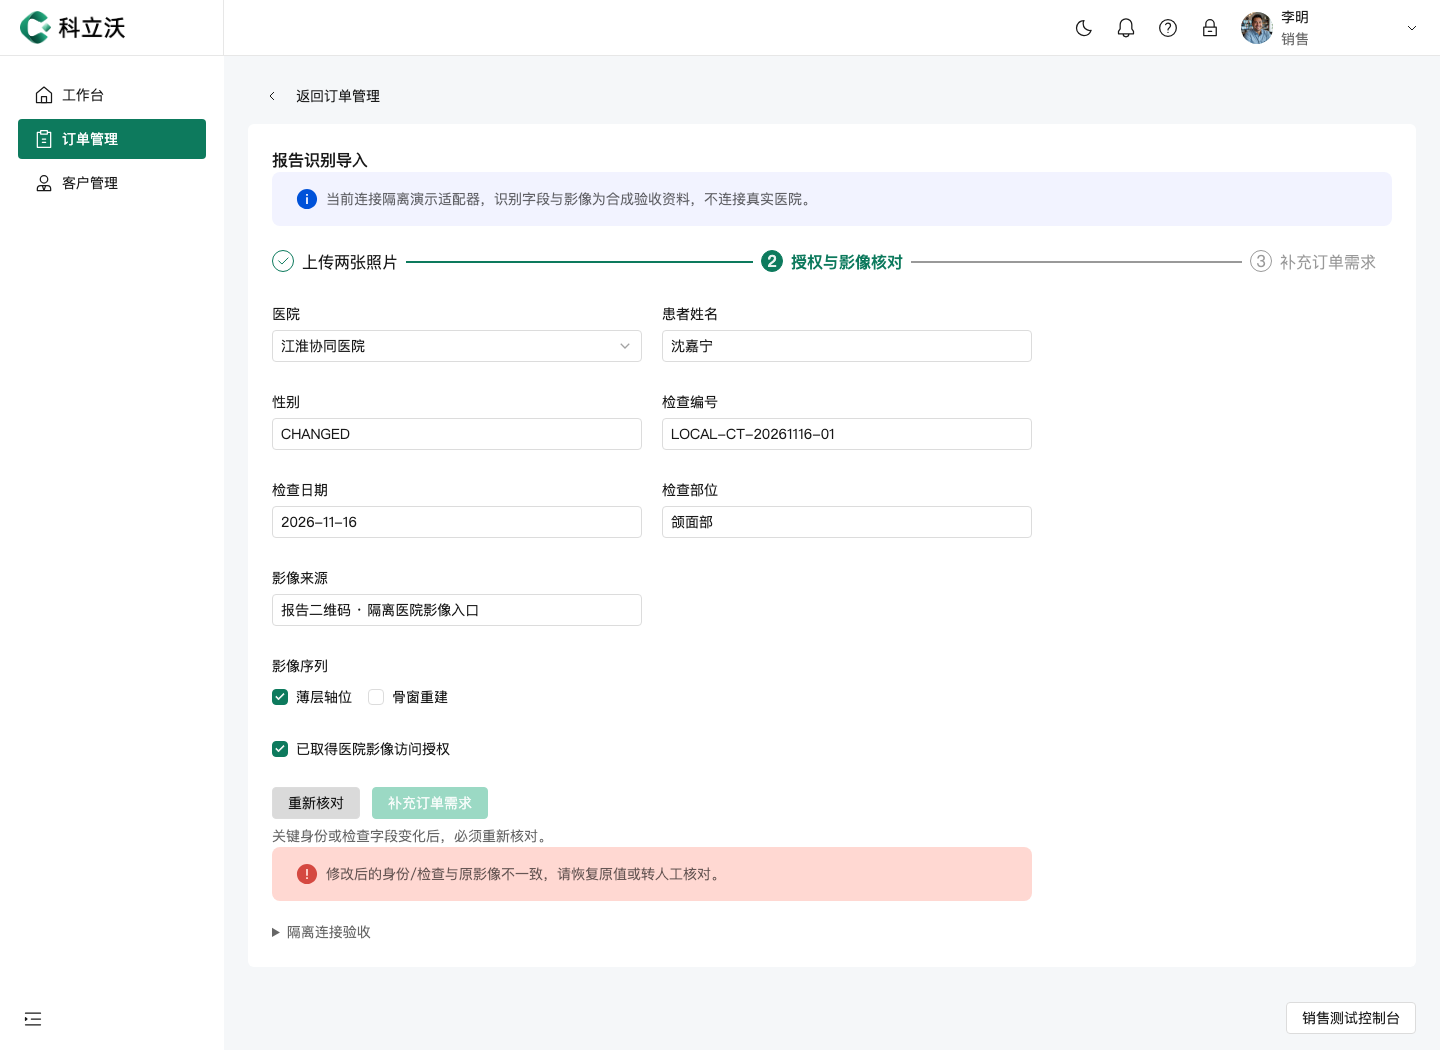 科立沃
李明
销售
工作台
订单管理
客户管理
返回订单管理
报告识别导入
当前连接隔离演示适配器，识别字段与影像为合成验收资料，不连接真实医院。
上传两张照片
2 授权与影像核对
3 补充订单需求
医院
患者姓名
江淮协同医院
沈嘉宁
性别
检查编号
CHANGED
LOCAL-CT-20261116-01
检查日期
检查部位
2026-11-16
颌面部
影像来源
报告二维码 · 隔离医院影像入口
影像序列
薄层轴位
骨窗重建
已取得医院影像访问授权
重新核对
补充订单需求
关键身份或检查字段变化后，必须重新核对。
修改后的身份/检查与原影像不一致，请恢复原值或转人工核对。
隔离连接验收
销售测试控制台